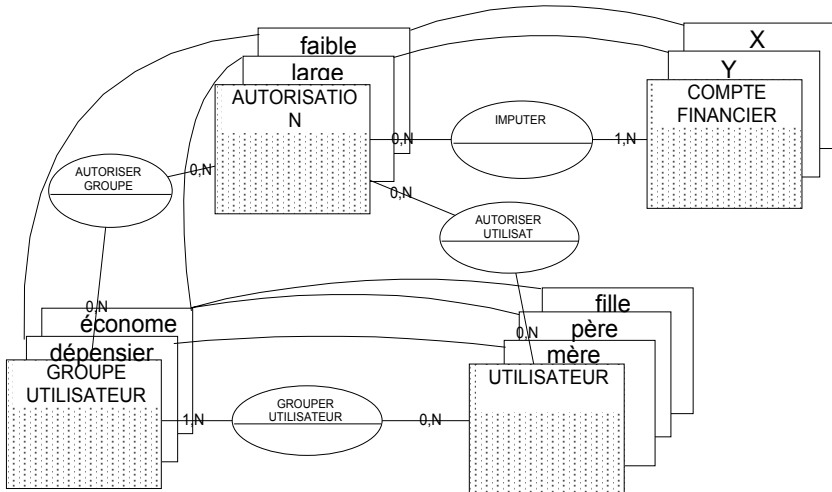 faible
large
AUTORISATIO
N
X
Y
COMPTE
FINANCIER
IMPUTER
0,N
1,N
AUTORISER
GROUPE
0,N
0,N
AUTORISER
UTILISAT
0,N
économe
dépensier
GROUPE
UTILISATEUR
fille
père
0,N
mère
UTILISATEUR
GROUPER
UTILISATEUR
1,N
0,N